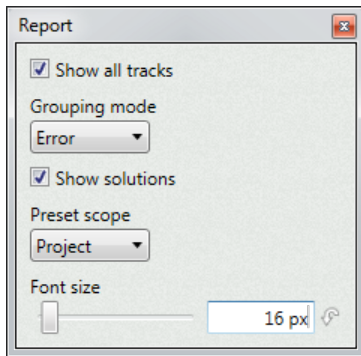 Report
Show all tracks
Grouping mode
Error
Show solutions
Preset scope
Project
Font size
16 px